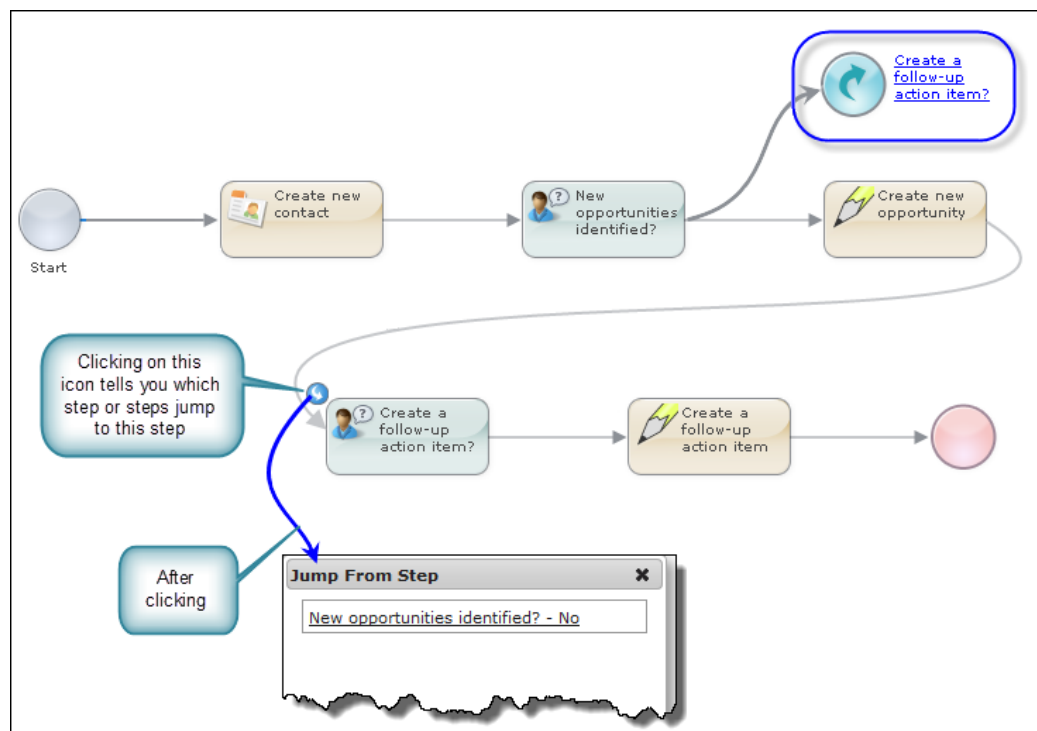 Create a
follow-up
action item?
Start
Create new
contact
New
opportunities
identified?
Create new
opportunity
Clicking on this
icon tells you which
step or steps jump
to this step
Create a
follow-up
action item?
Create a
follow-up
action item
After
clicking
Jump From Step
New opportunities identified? - No